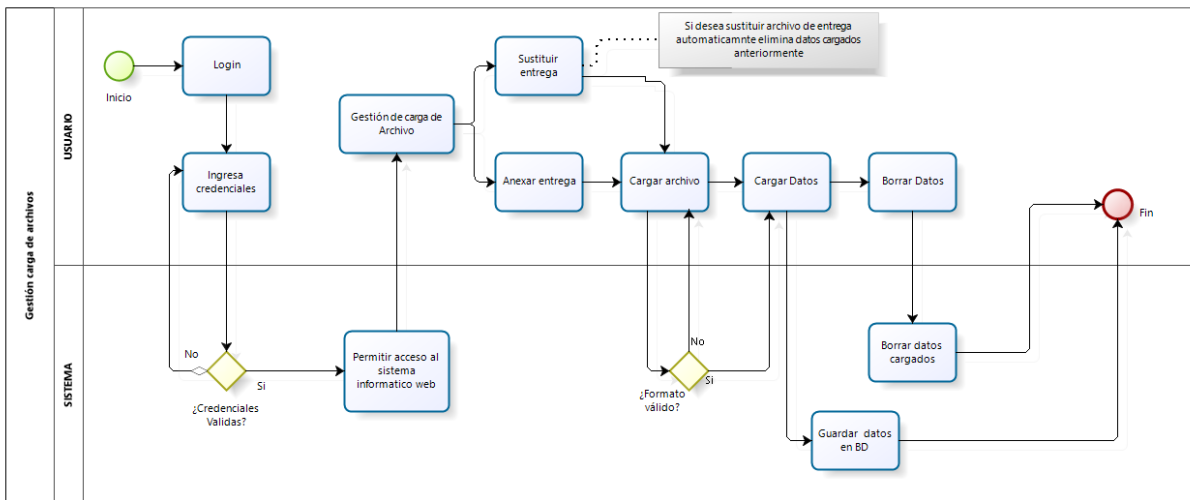 Gestión carga de archivos
USUARIO
Inicio
Login
Ingresa
credenciales
Gestión de carga de
Archivo
Sustituir
entrega
Si desea sustituir archivo de entrega
automaticamnte elimina datos cargados
anteriormente
Anexar entrega
Cargar archivo
Cargar Datos
Borrar Datos
Fin
SISTEMA
No
Si
¿Credenciales
Validas?
Permitir acceso al
sistema
informatico web
No
Si
¿Formato
válido?
Borrar datos
cargados
Guardar datos
en BD